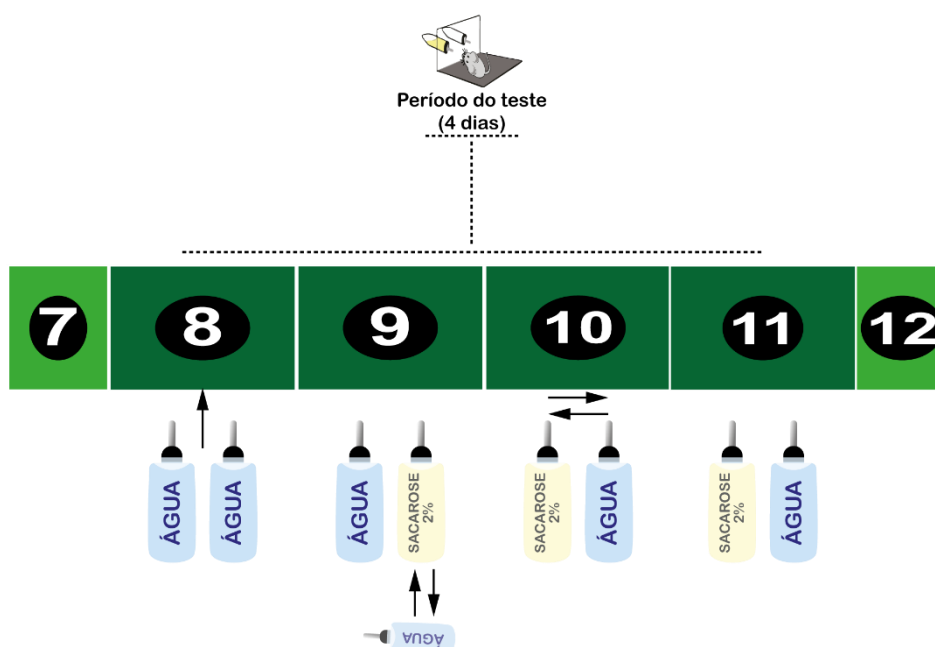 Período do teste
(4 dias)
7
8
9
10
11
12
ÁGUA
ÁGUA
ÁGUA
SACAROSE
2%
SACAROSE
2%
ÁGUA
SACAROSE
2%
ÁGUA
ÁGUA